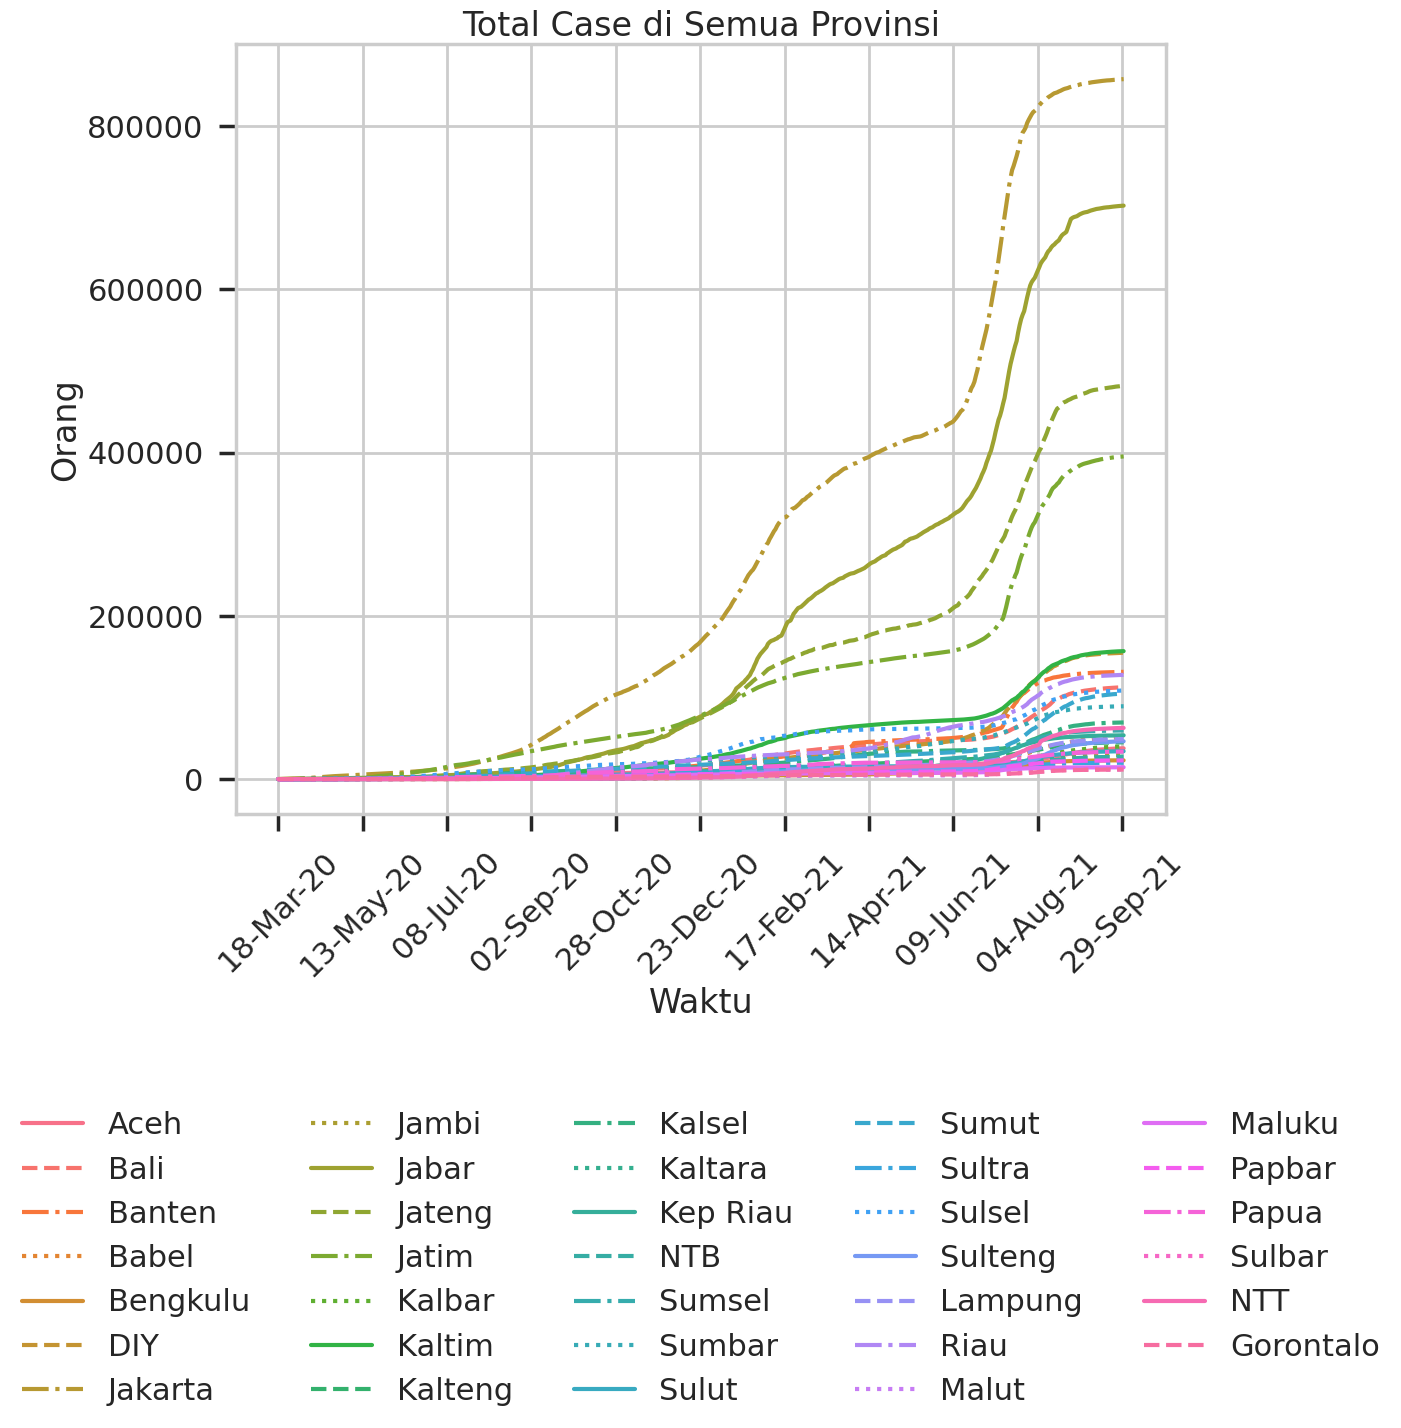 Total Case di Semua Provinsi
Orang
800000
600000
400000
200000
0
18-Mar-20
13-May-20
08-Jul-20
02-Sep-20
28-Oct-20
23-Dec-20
17-Feb-21
14-Apr-21
09-Jun-21
04-Aug-21
29-Sep-21
Waktu
Aceh
Bali
Banten
Babel
Bengkulu
DIY
Jakarta
Jambi
Jabar
Jateng
Jatim
Kalbar
Kaltim
Kalteng
Kalsel
Kaltara
Kep Riau
NTB
Sumsel
Sumbar
Sulut
Sumut
Sultra
Sulsel
Sulteng
Lampung
Riau
Malut
Maluku
Papbar
Papua
Sulbar
NTT
Gorontalo